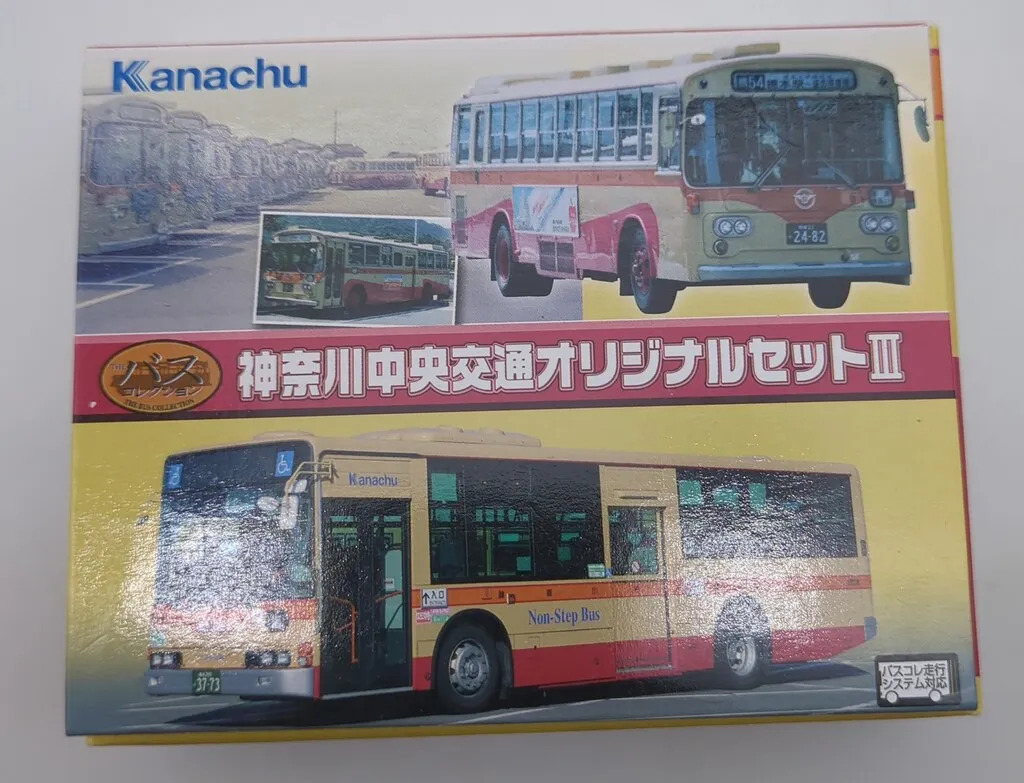 Kanachu
54
24-82
THE
バス
コレクション
THE BUS COLLECTION
神奈川中央交通オリジナルセットIII
Kanachu
入口
Non-Step Bus
37-73
バスコレ走行
システム対応